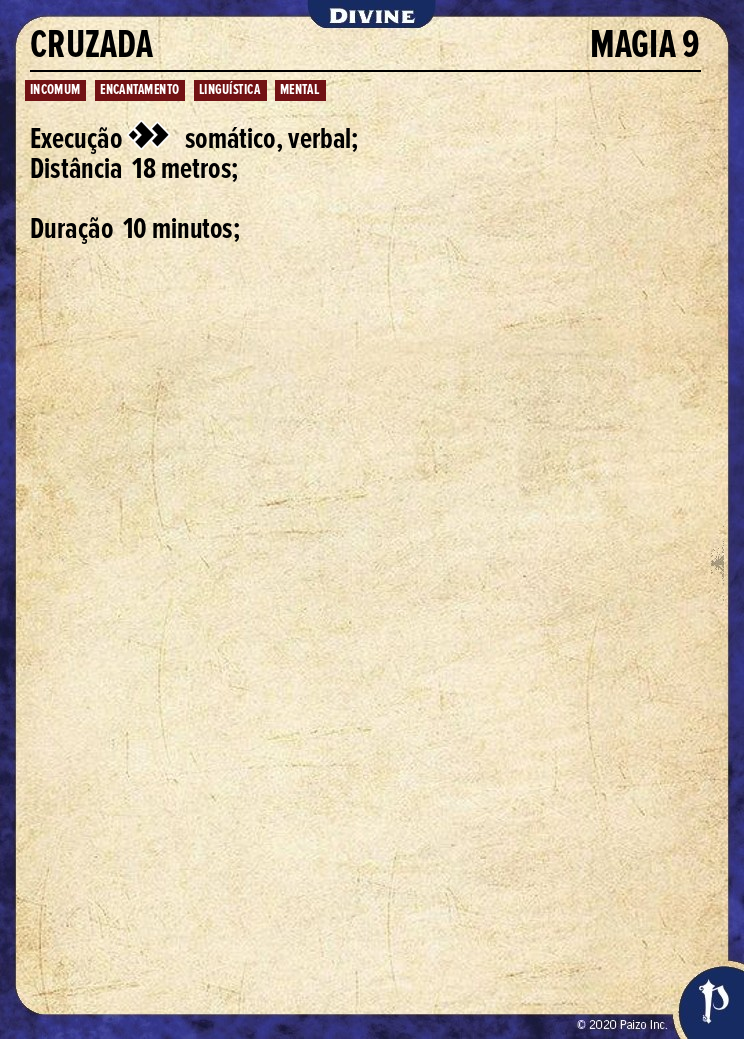 DIVINE
CRUZADA MAGIA 9
INCOMUM ENCANTAMENTO LINGUÍSTICA MENTAL
Execução somático, verbal;
Distância 18 metros;
Duração 10 minutos;
© 2020 Paizo Inc.